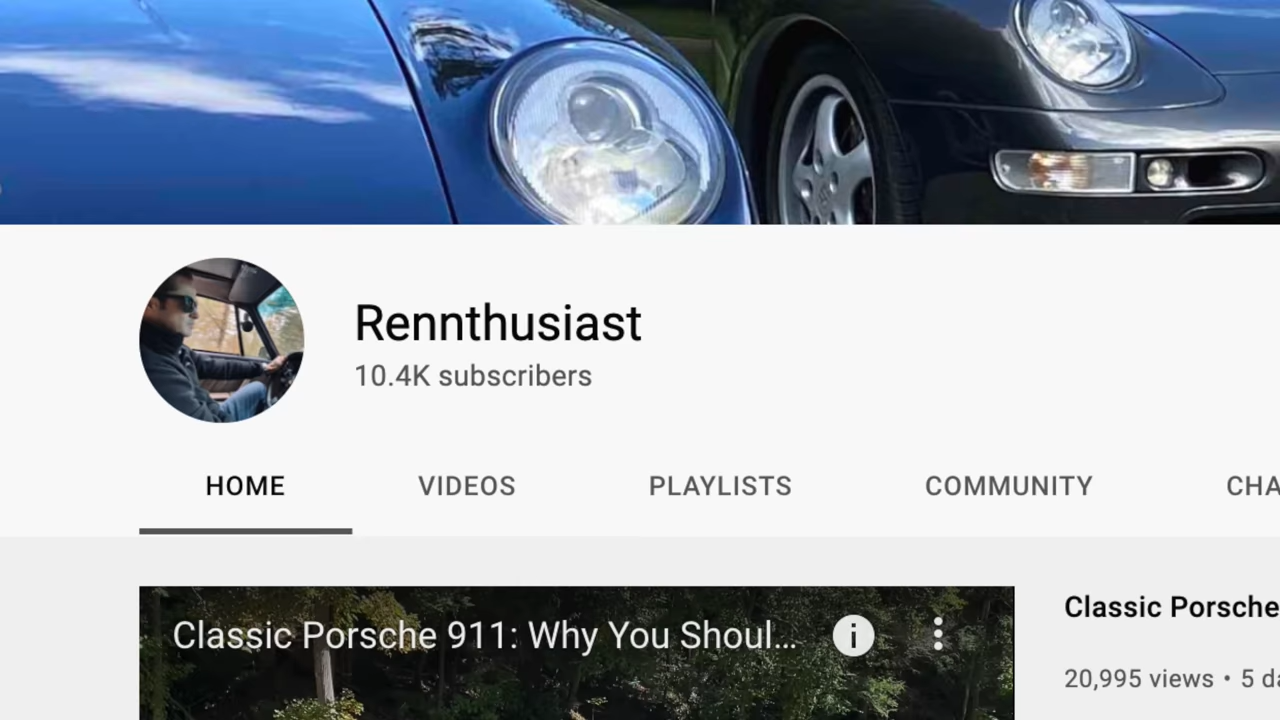 Rennthusiast
10.4K subscribers
HOME VIDEOS PLAYLISTS COMMUNITY CHA
Classic Porsche 911: Why You Shoul...
Classic Porsche
20,995 views • 5 da